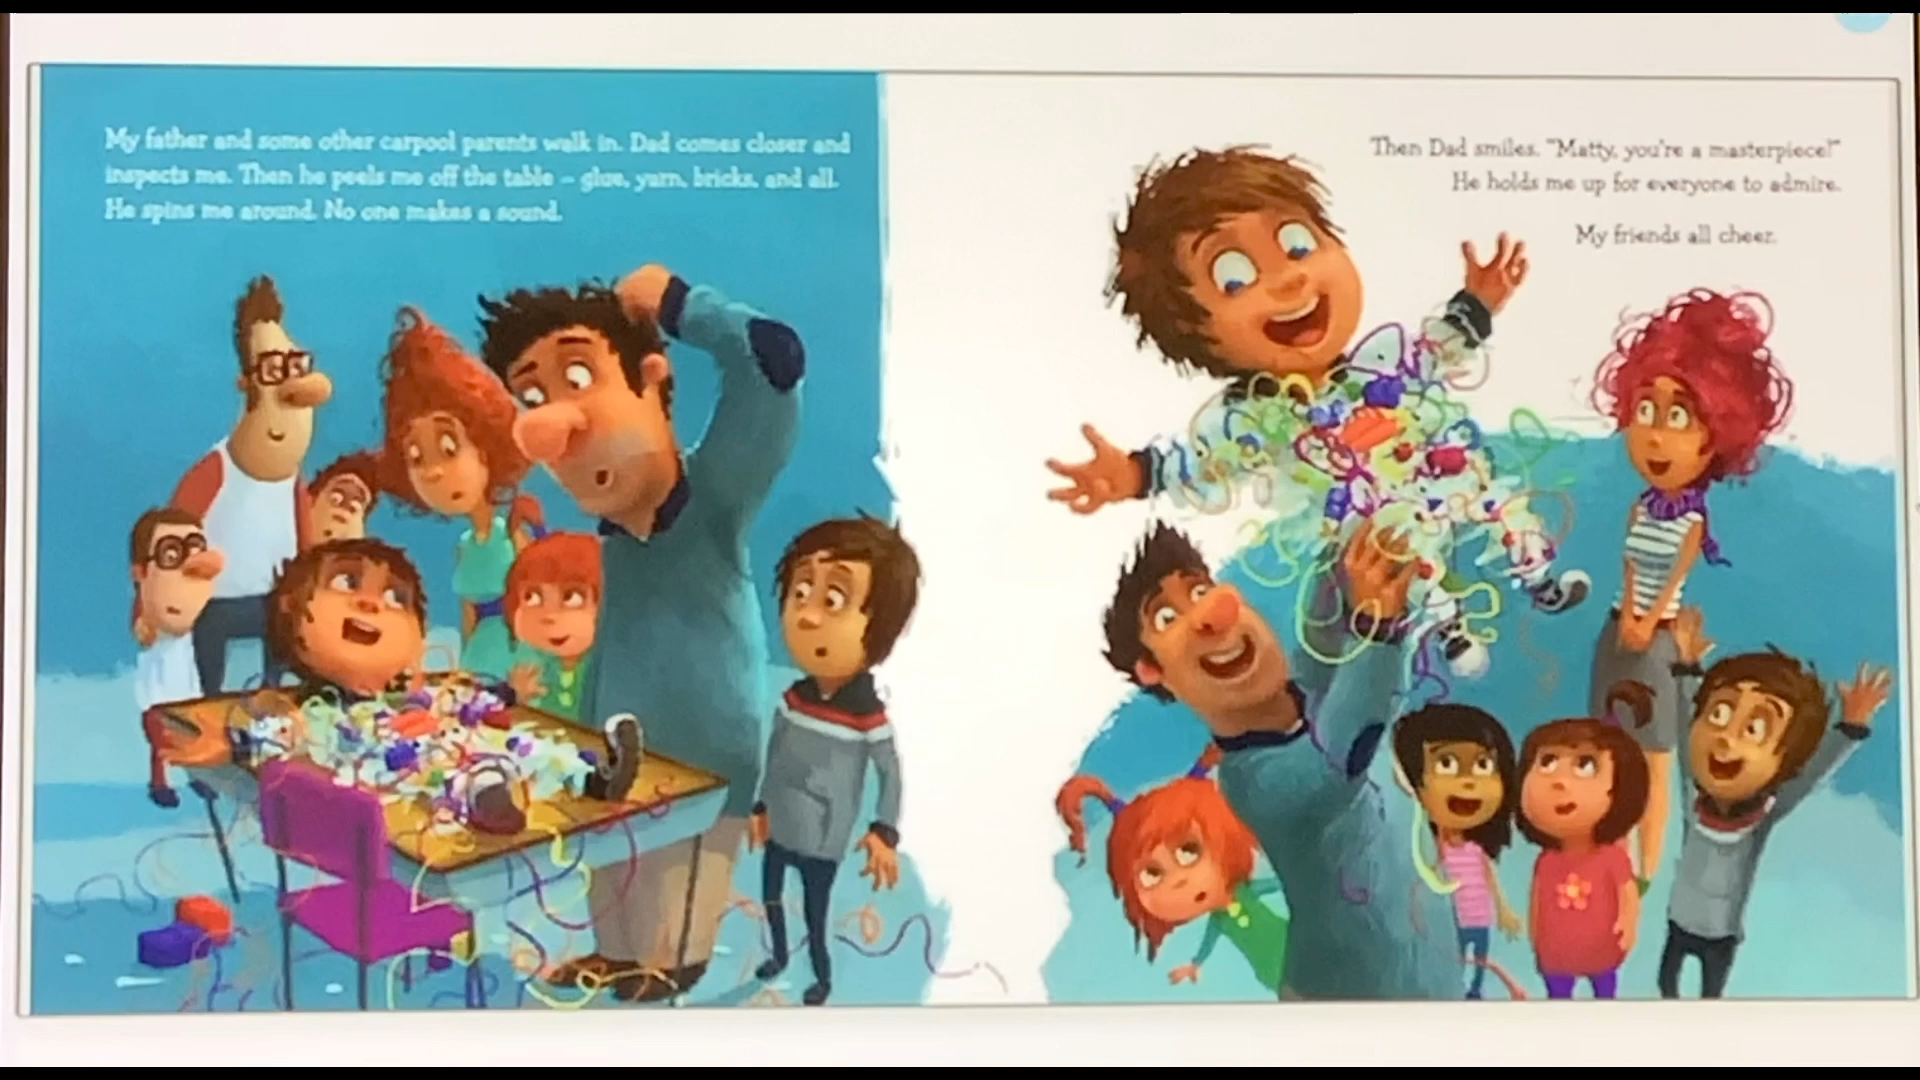 My father and some other carpool parents walk in. Dad comes closer and
inspects me. Then he peels me off the table – glue, yarn, bricks, and all.
He spins me around. No one makes a sound.
Then Dad smiles. "Matty, you're a masterpiece!"
He holds me up for everyone to admire.
My friends all cheer.